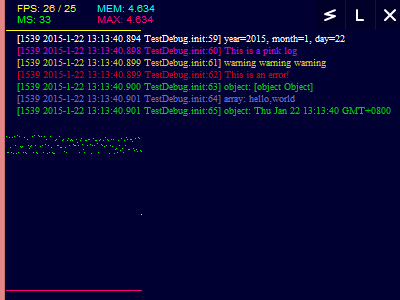 FPS: 26 / 25 MEM: 4.634
MS: 33 MAX: 4.634
L X
[1539 2015-1-22 13:13:40.894 TestDebug.init:59] year=2015, month=1, day=22
[1539 2015-1-22 13:13:40.898 TestDebug.init:60] This is a pink log
[1539 2015-1-22 13:13:40.899 TestDebug.init:61] warning warning warning
[1539 2015-1-22 13:13:40.899 TestDebug.init:62] This is an error!
[1539 2015-1-22 13:13:40.900 TestDebug.init:63] object: [object Object]
[1539 2015-1-22 13:13:40.901 TestDebug.init:64] array: hello,world
[1539 2015-1-22 13:13:40.901 TestDebug.init:65] object: Thu Jan 22 13:13:40 GMT+0800